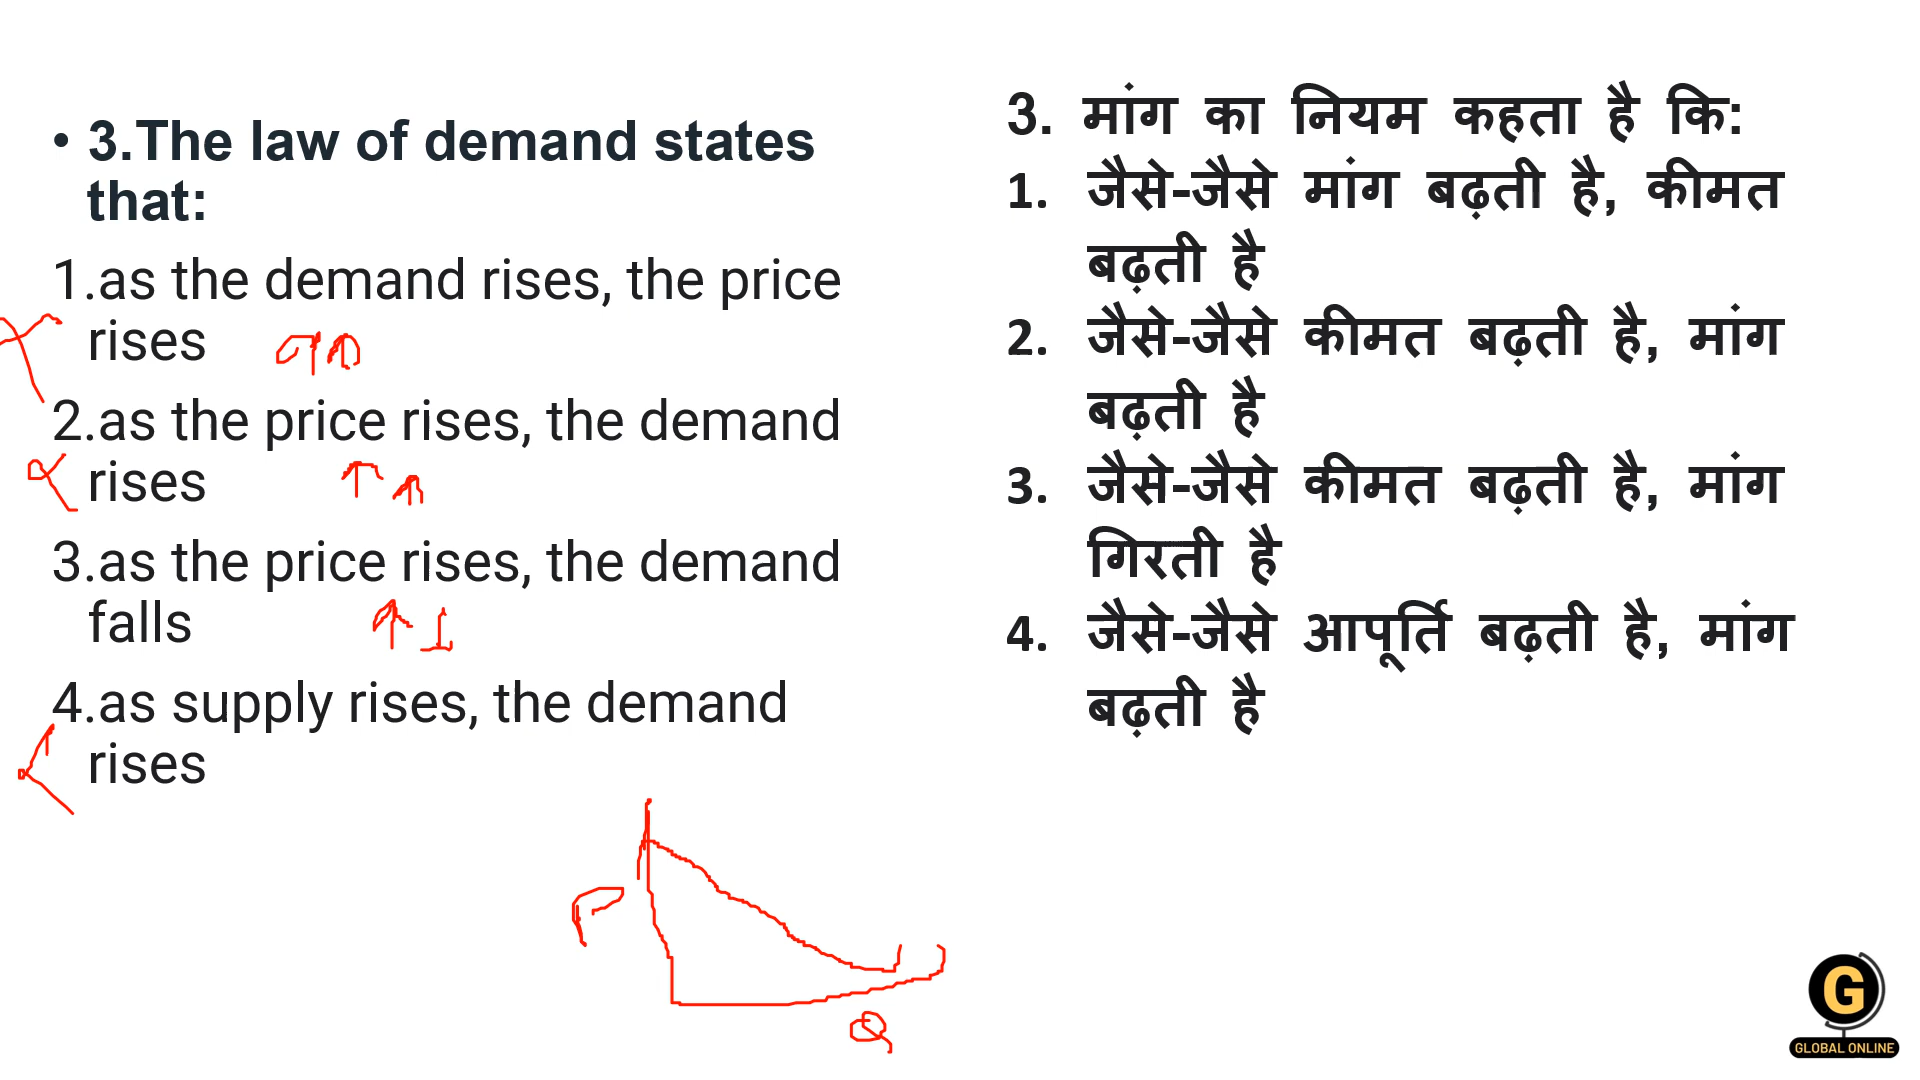 • 3.The law of demand states
that:
1.as the demand rises, the price
rises
2.as the price rises, the demand
rises
3.as the price rises, the demand
falls
4.as supply rises, the demand
rises
P
Q
3. मांग का नियम कहता है कि:
1. जैसे-जैसे मांग बढ़ती है, कीमत
बढ़ती है
2. जैसे-जैसे कीमत बढ़ती है, मांग
बढ़ती है
3. जैसे-जैसे कीमत बढ़ती है, मांग
गिरती है
4. जैसे-जैसे आपूर्ति बढ़ती है, मांग
बढ़ती है
G
GLOBAL ONLINE